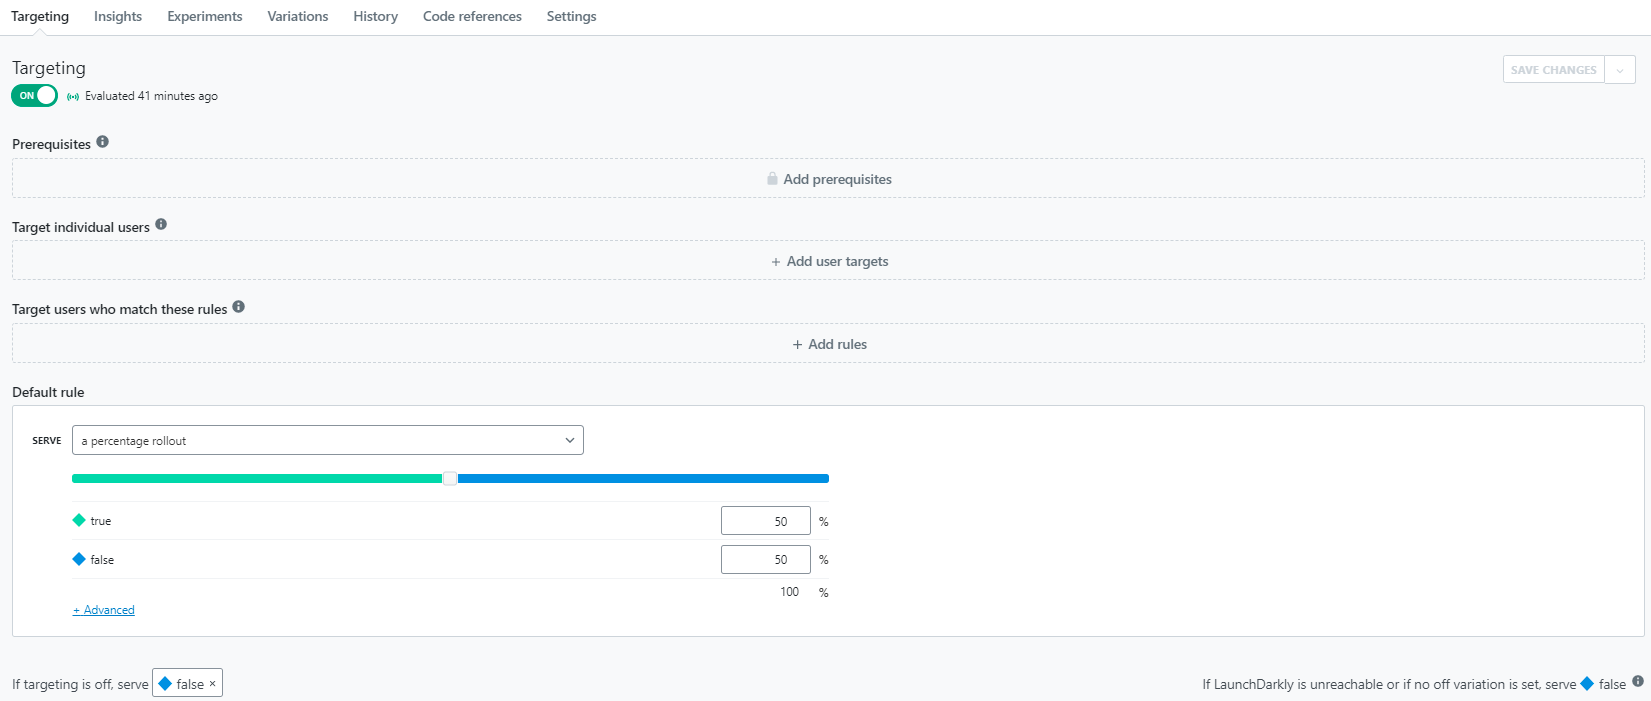 Targeting Insights Experiments Variations History Code references Settings
Targeting
SAVE CHANGES
ON Evaluated 41 minutes ago
Prerequisites
Add prerequisites
Target individual users
+ Add user targets
Target users who match these rules
+ Add rules
Default rule
SERVE a percentage rollout
true 50 %
false 50 %
100 %
+ Advanced
If targeting is off, serve false ×
If LaunchDarkly is unreachable or if no off variation is set, serve false